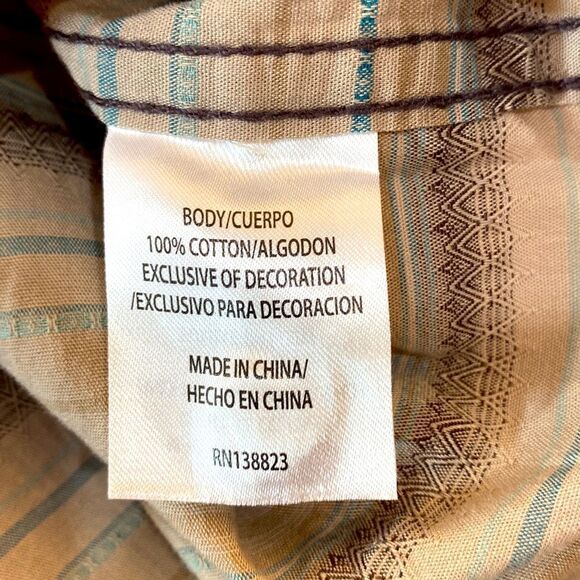 BODY/CUERPO
100% COTTON/ALGODON
EXCLUSIVE OF DECORATION
/EXCLUSIVO PARA DECORACION
MADE IN CHINA/
HECHO EN CHINA
RN138823